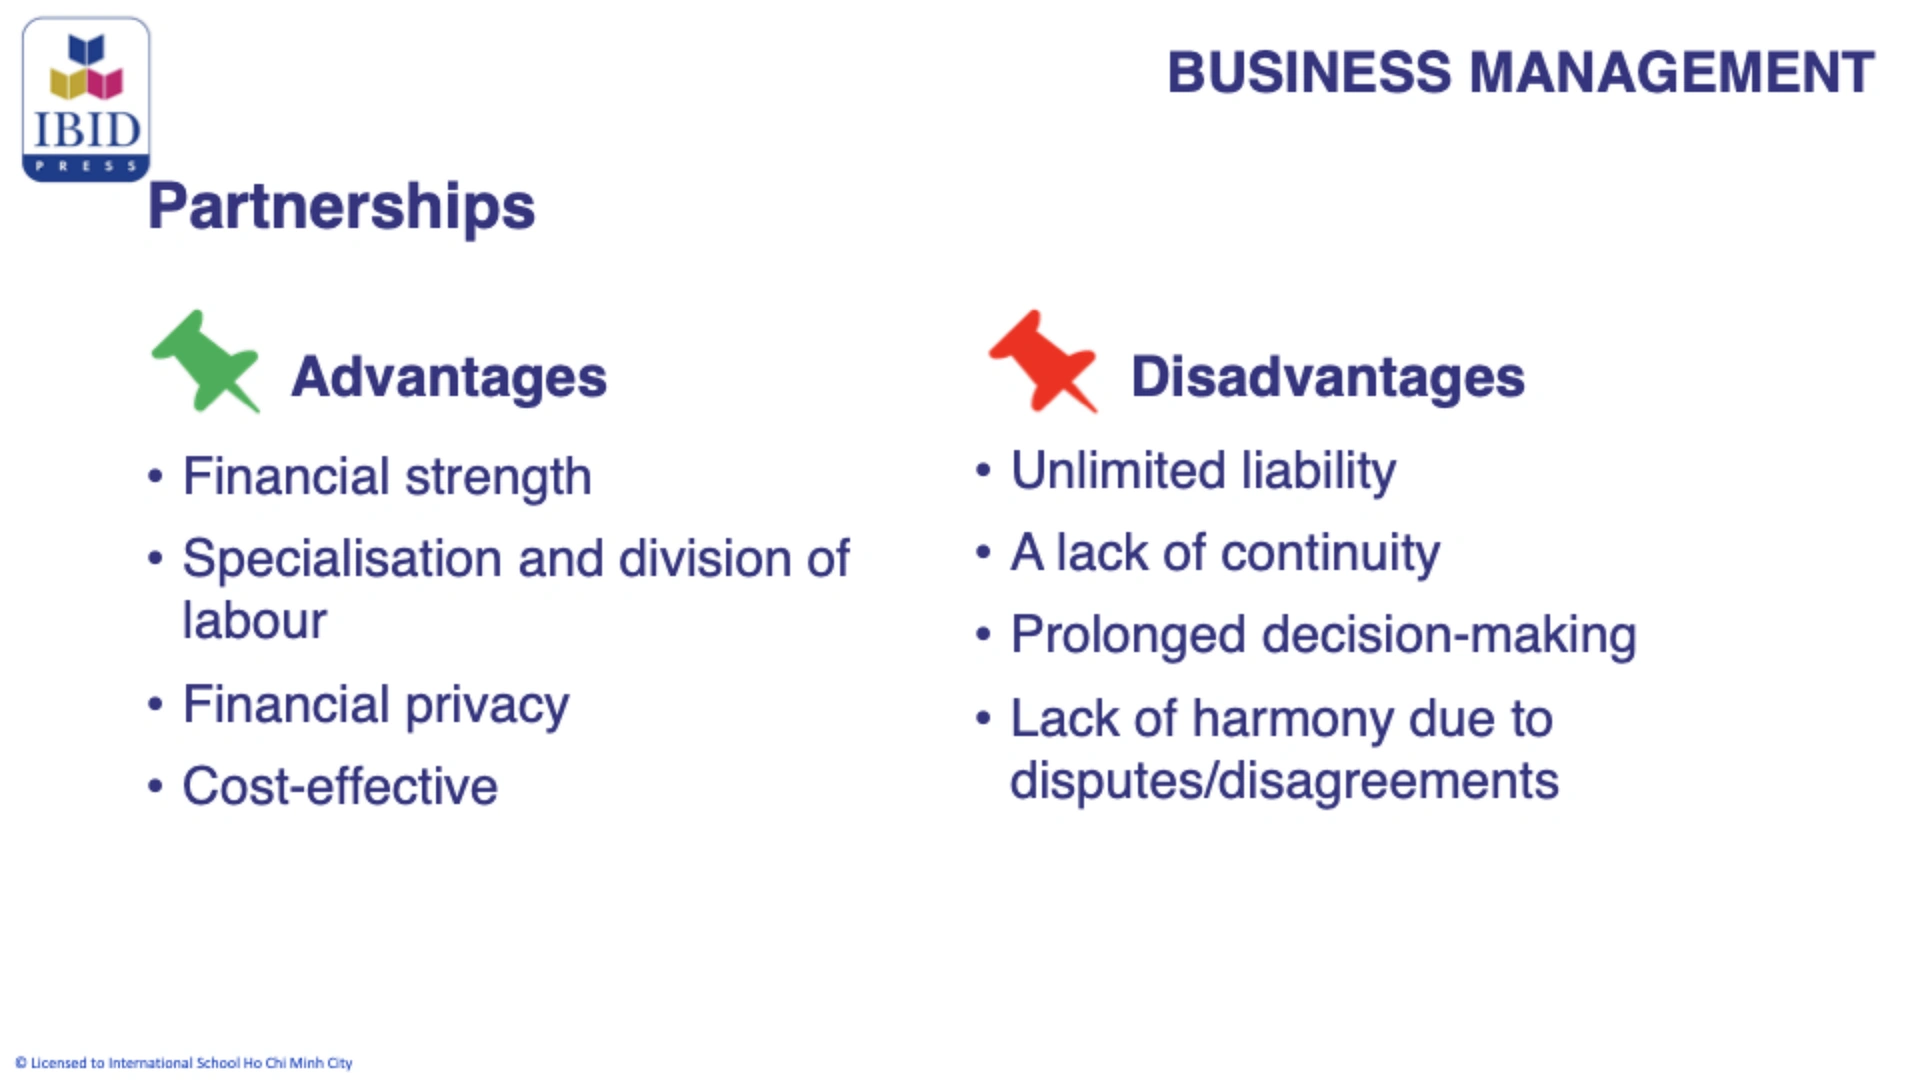 IBID
PRESS
BUSINESS MANAGEMENT
Partnerships
Advantages
• Financial strength
• Specialisation and division of
labour
• Financial privacy
• Cost-effective
Disadvantages
• Unlimited liability
• A lack of continuity
• Prolonged decision-making
• Lack of harmony due to
disputes/disagreements
© Licensed to International School Ho Chi Minh City